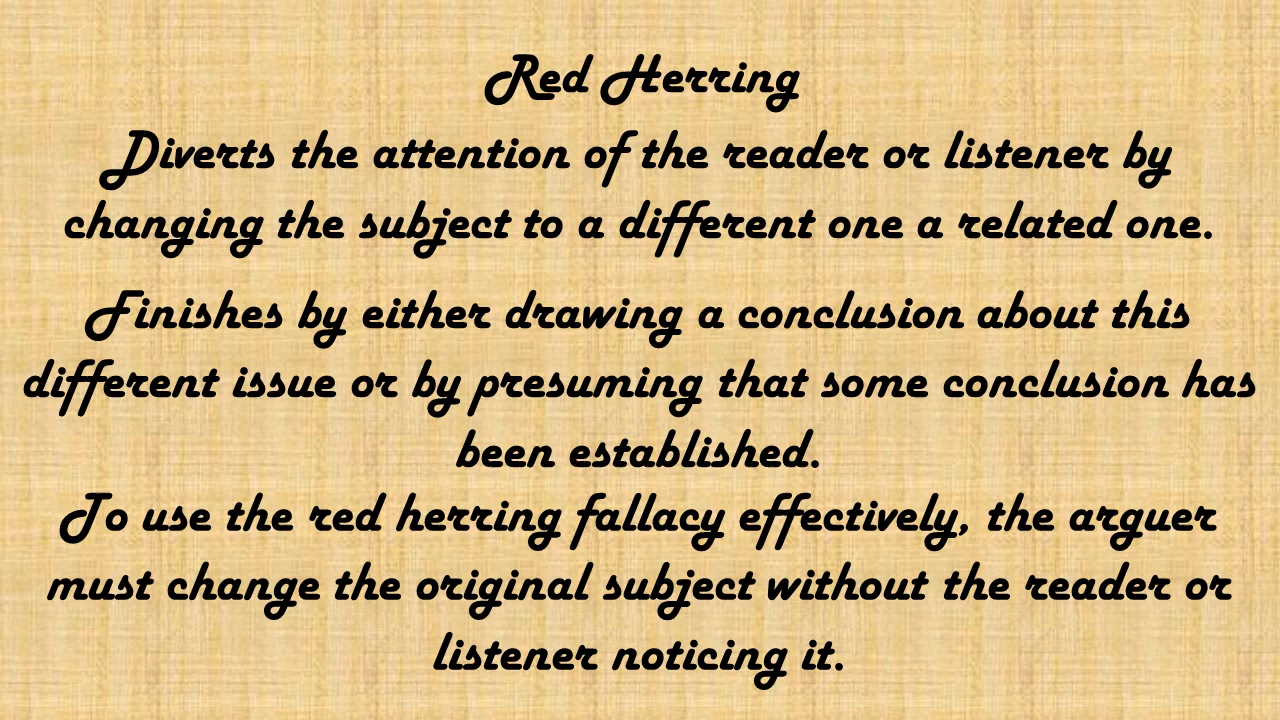 Red Herring
Diverts the attention of the reader or listener by
changing the subject to a different one a related one.
Finishes by either drawing a conclusion about this
different issue or by presuming that some conclusion has
been established.
To use the red herring fallacy effectively, the arguer
must change the original subject without the reader or
listener noticing it.